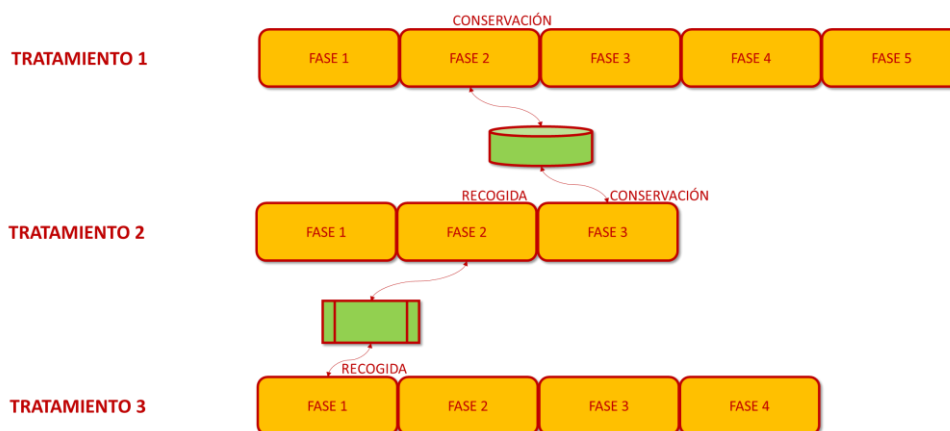 CONSERVACIÓN
TRATAMIENTO 1
FASE 1
FASE 2
FASE 3
FASE 4
FASE 5
RECOGIDA
CONSERVACIÓN
TRATAMIENTO 2
FASE 1
FASE 2
FASE 3
RECOGIDA
TRATAMIENTO 3
FASE 1
FASE 2
FASE 3
FASE 4